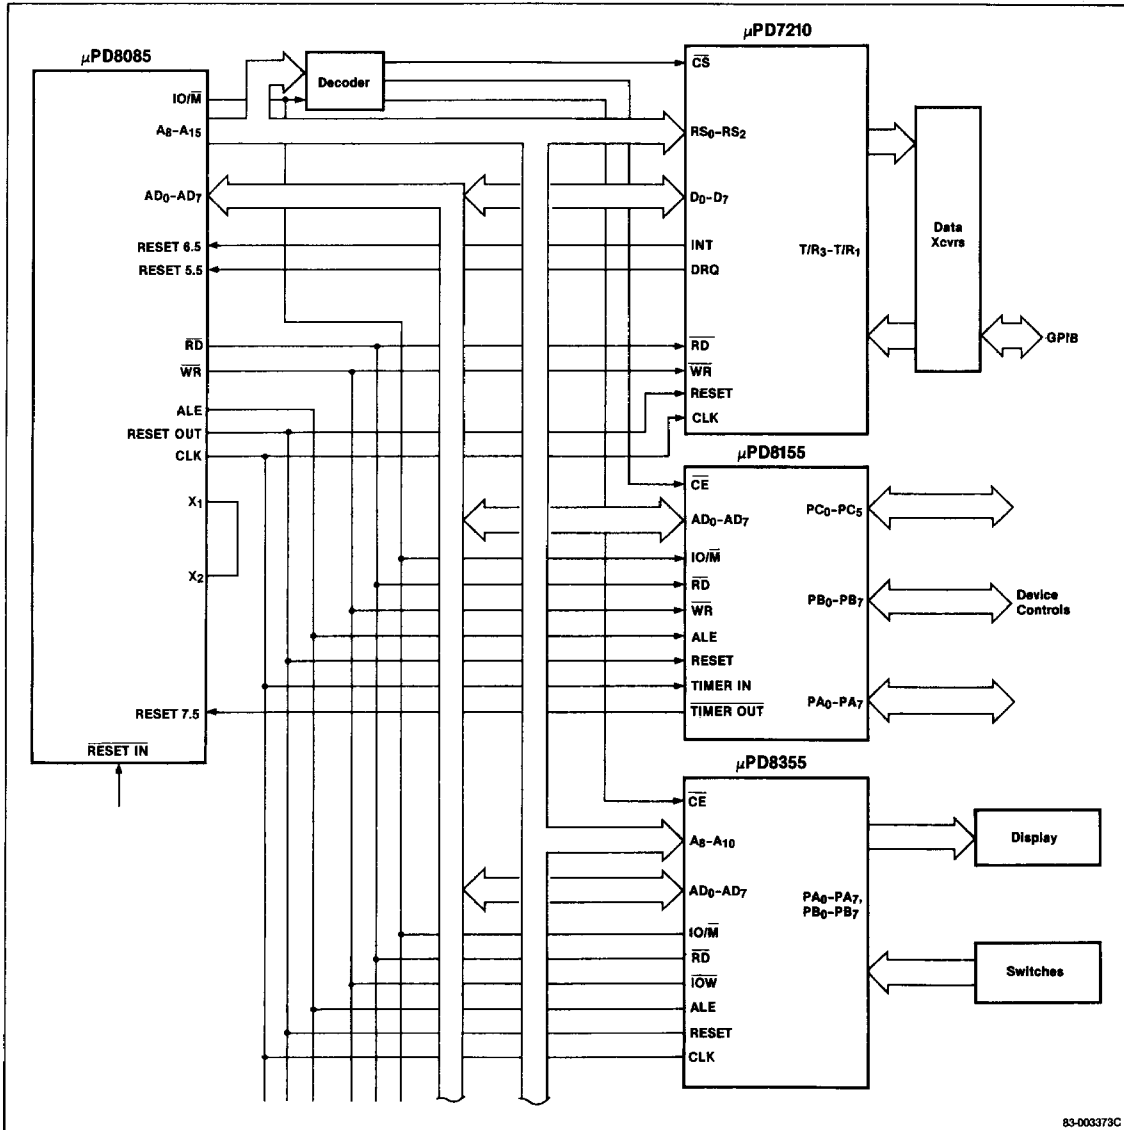 μPD8085
IO/M̅
A8–A15
AD0–AD7
RESET 6.5
RESET 5.5
R̅D̅
W̅R̅
ALE
RESET OUT
CLK
X1
X2
RESET 7.5
R̅E̅S̅E̅T̅ I̅N̅
Decoder
μPD7210
C̅S̅
RS0–RS2
D0–D7
INT
DRQ
R̅D̅
W̅R̅
RESET
CLK
T/R3–T/R1
Data
Xcvrs
GPIB
μPD8155
C̅E̅
AD0–AD7
IO/M̅
R̅D̅
W̅R̅
ALE
RESET
TIMER IN
T̅I̅M̅E̅R̅ O̅U̅T̅
PC0–PC5
PB0–PB7
PA0–PA7
Device
Controls
μPD8355
C̅E̅
A8–A10
AD0–AD7
IO/M̅
R̅D̅
I̅O̅W̅
ALE
RESET
CLK
PA0–PA7,
PB0–PB7
Display
Switches
83-003373C